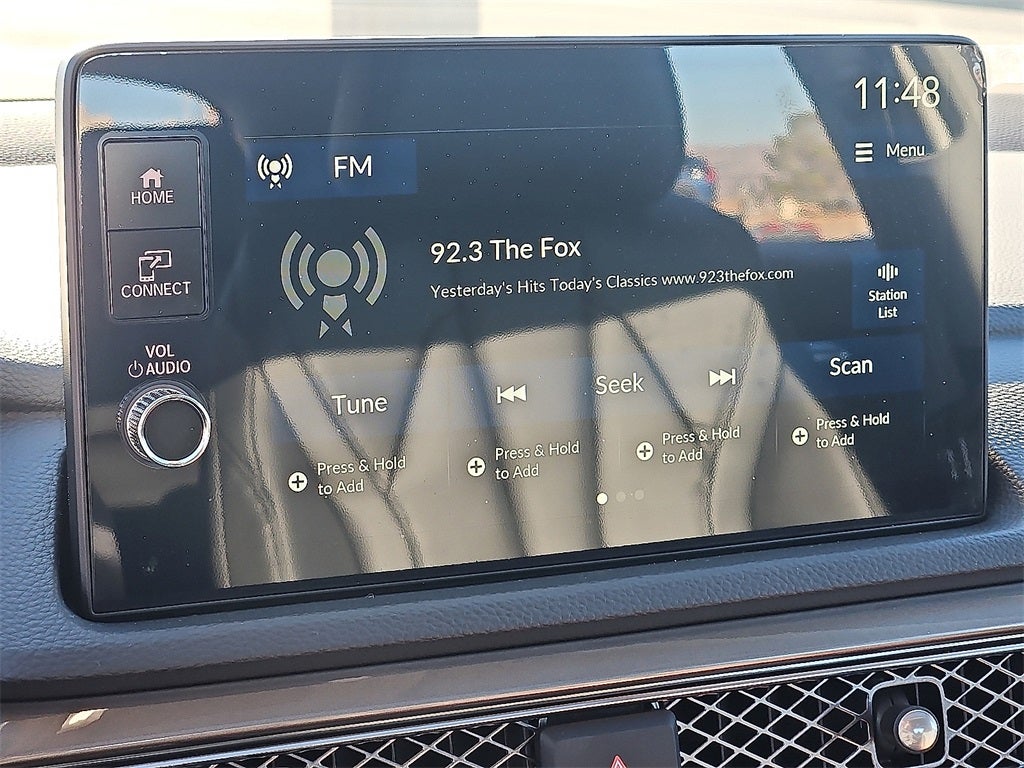 11:48
HOME
FM
Menu
CONNECT
92.3 The Fox
Yesterday's Hits Today's Classics www.923thefox.com
Station
List
VOL
AUDIO
Tune
Seek
Scan
Press & Hold
to Add
Press & Hold
to Add
Press & Hold
to Add
Press & Hold
to Add